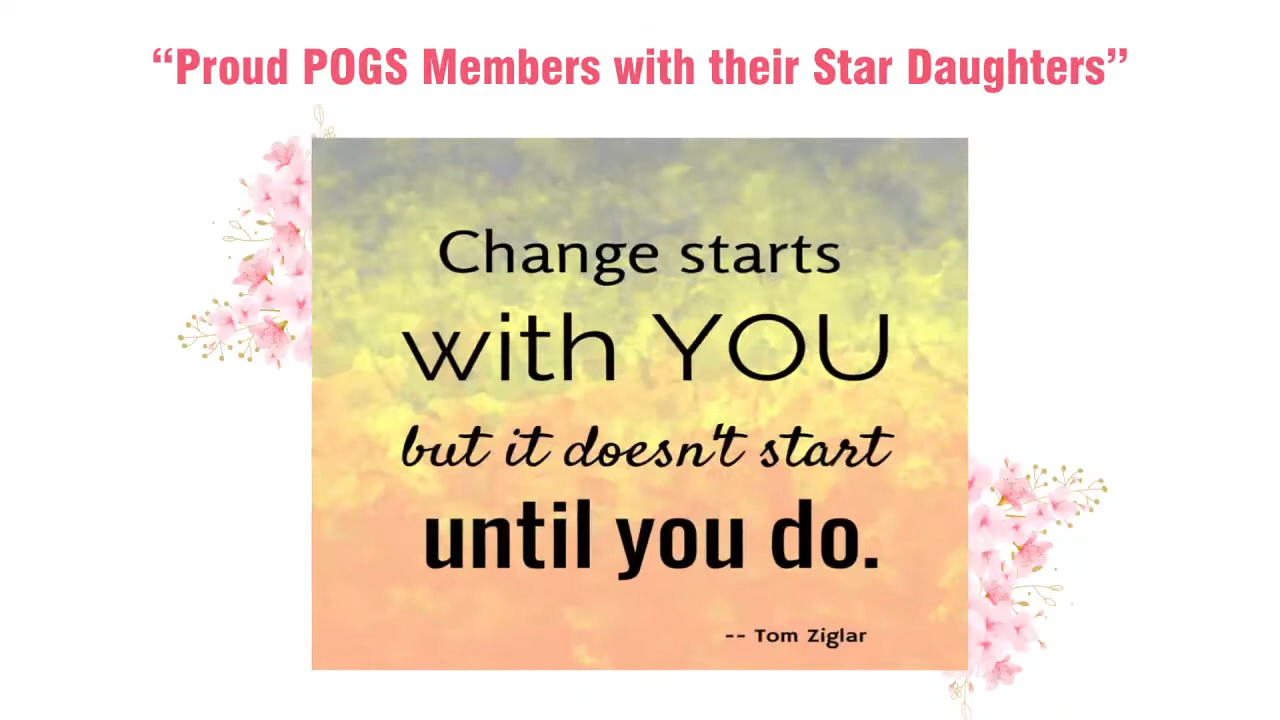 “Proud POGS Members with their Star Daughters”
Change starts
with YOU
but it doesn't start
until you do.
-- Tom Ziglar